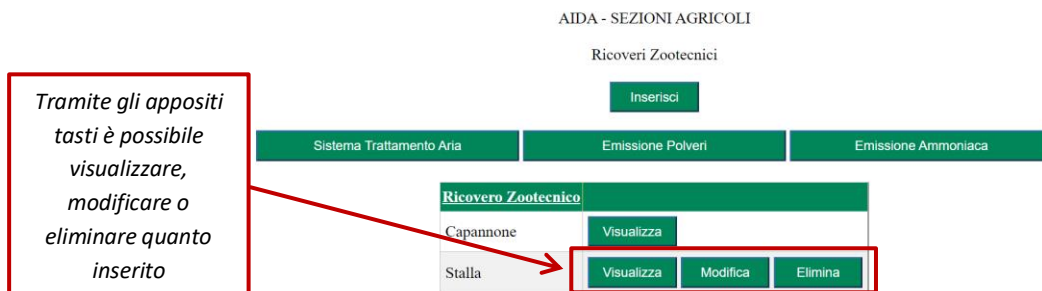 AIDA - SEZIONI AGRICOLI
Ricoveri Zootecnici
Inserisci
Sistema Trattamento Aria
Emissione Polveri
Emissione Ammoniaca
Tramite gli appositi
tasti è possibile
visualizzare,
modificare o
eliminare quanto
inserito
Ricovero Zootecnico
Capannone
Visualizza
Stalla
Visualizza
Modifica
Elimina